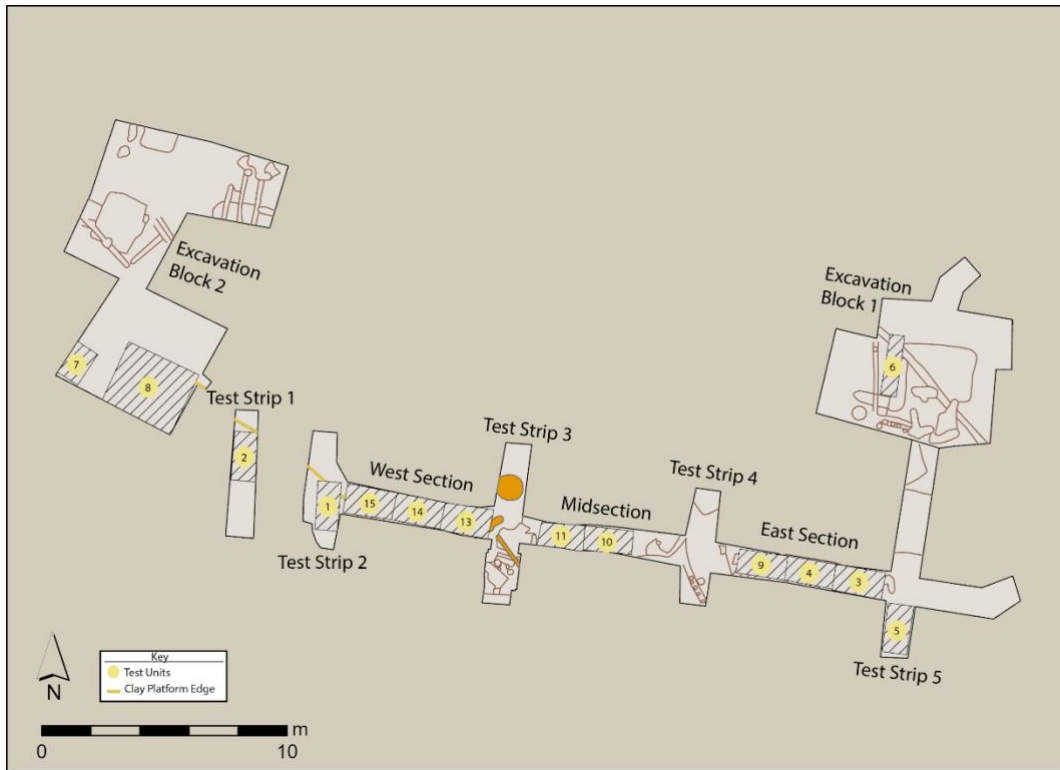 Excavation
Block 2
Excavation
Block 1
7
8
6
Test Strip 1
2
Test Strip 3
West Section
Test Strip 4
Midsection
East Section
1
15
14
13
11
10
9
4
3
5
Test Strip 2
Test Strip 5
N
Key
Test Units
Clay Platform Edge
m
0
10